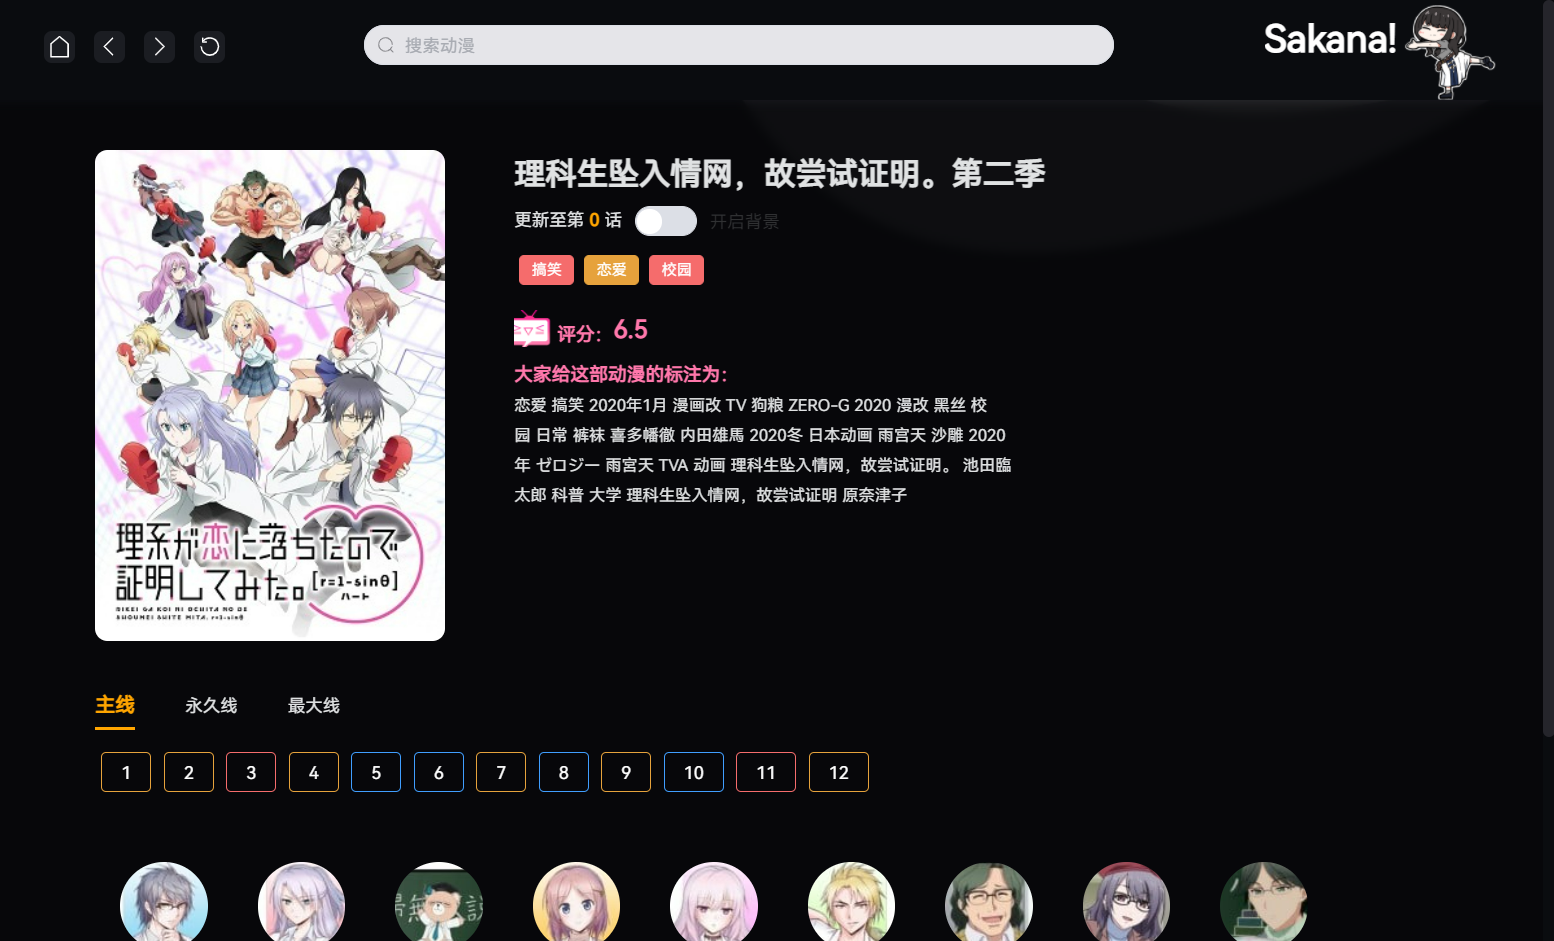 搜索动漫
Sakana!
理科生坠入情网，故尝试证明。第二季
更新至第 0 话
开启背景
搞笑 恋爱 校园
评分：6.5
大家给这部动漫的标注为：
恋爱 搞笑 2020年1月 漫画改 TV 狗粮 ZERO-G 2020 漫改 黑丝 校
园 日常 裤袜 喜多幡徹 内田雄馬 2020冬 日本动画 雨宫天 沙雕 2020
年 ゼロジー 雨宮天 TVA 动画 理科生坠入情网，故尝试证明。 池田臨
太郎 科普 大学 理科生坠入情网，故尝试证明 原奈津子
理系が恋に落ちたので
証明してみた。[r=1-sinθ]
ハート
RIKEI GA KOI NI OCHITA NO DE
SHOUMEI SHITE MITA. r=1-sinθ
主线 永久线 最大线
1 2 3 4 5 6 7 8 9 10 11 12